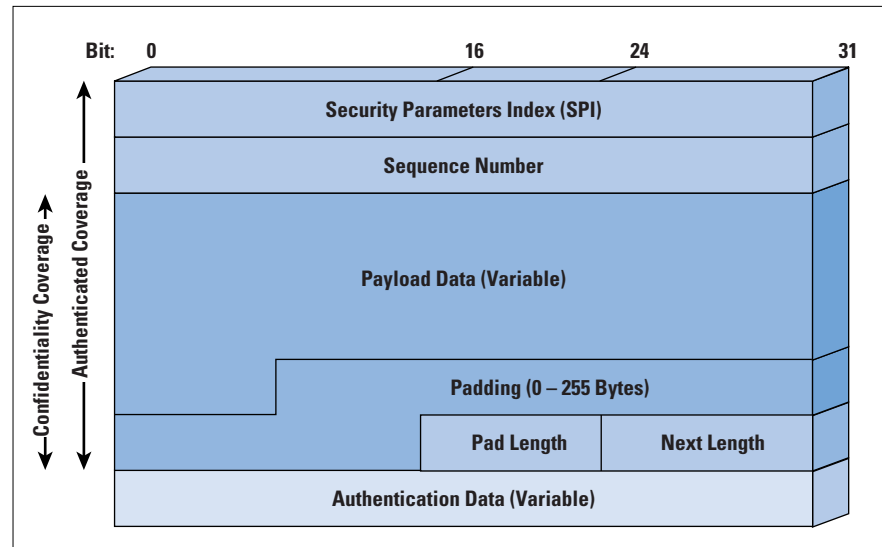 Bit: 0 16 24 31
Security Parameters Index (SPI)
Sequence Number
Payload Data (Variable)
Padding (0 – 255 Bytes)
Pad Length
Next Length
Authentication Data (Variable)
Confidentiality Coverage
Authenticated Coverage